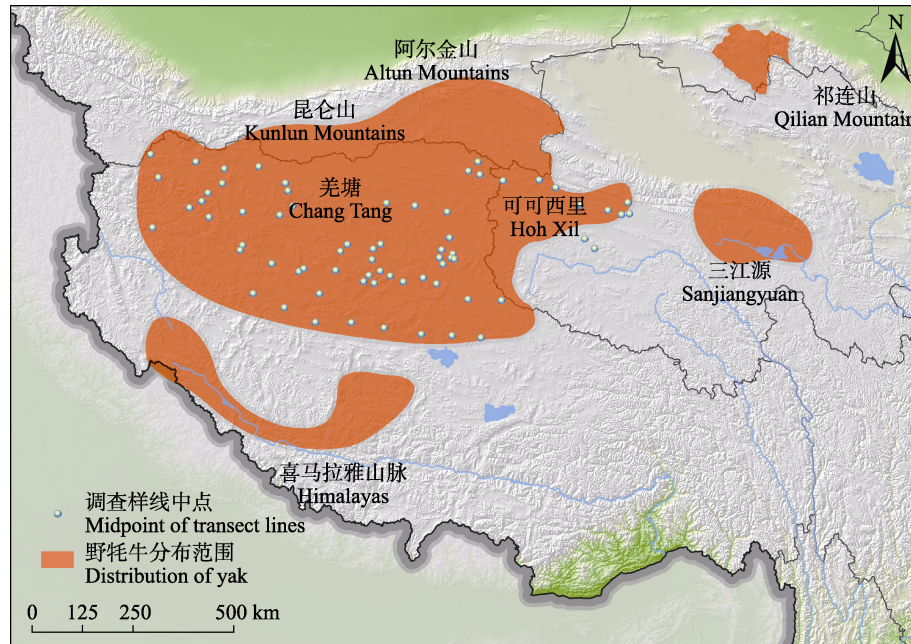 N
阿尔金山
Altun Mountains
祁连山
Qilian Mountain
昆仑山
Kunlun Mountains
羌塘
Chang Tang
可可西里
Hoh Xil
三江源
Sanjiangyuan
喜马拉雅山脉
Himalayas
调查样线中点
Midpoint of transect lines
野牦牛分布范围
Distribution of yak
0 125 250 500 km